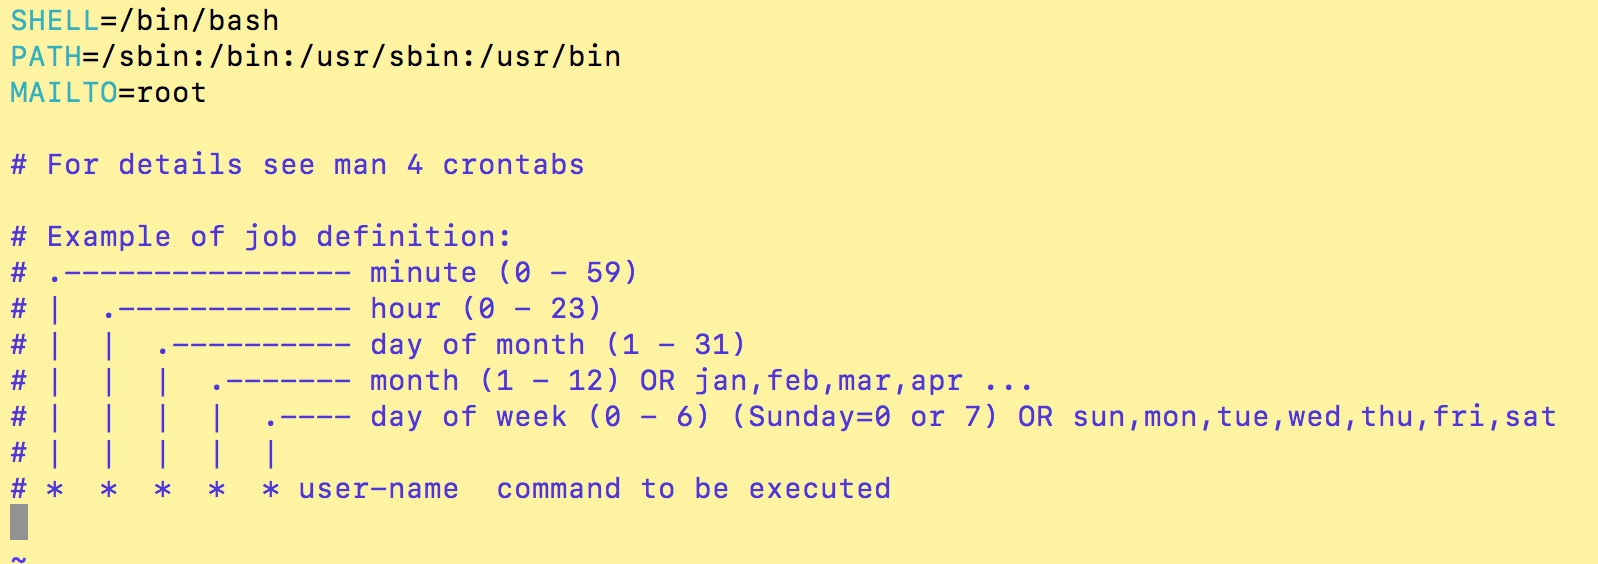 SHELL=/bin/bash
PATH=/sbin:/bin:/usr/sbin:/usr/bin
MAILTO=root

# For details see man 4 crontabs

# Example of job definition:
# .---------------- minute (0 - 59)
# |  .------------- hour (0 - 23)
# |  |  .---------- day of month (1 - 31)
# |  |  |  .------- month (1 - 12) OR jan,feb,mar,apr ...
# |  |  |  |  .---- day of week (0 - 6) (Sunday=0 or 7) OR sun,mon,tue,wed,thu,fri,sat
# |  |  |  |  |
# *  *  *  *  * user-name  command to be executed

~